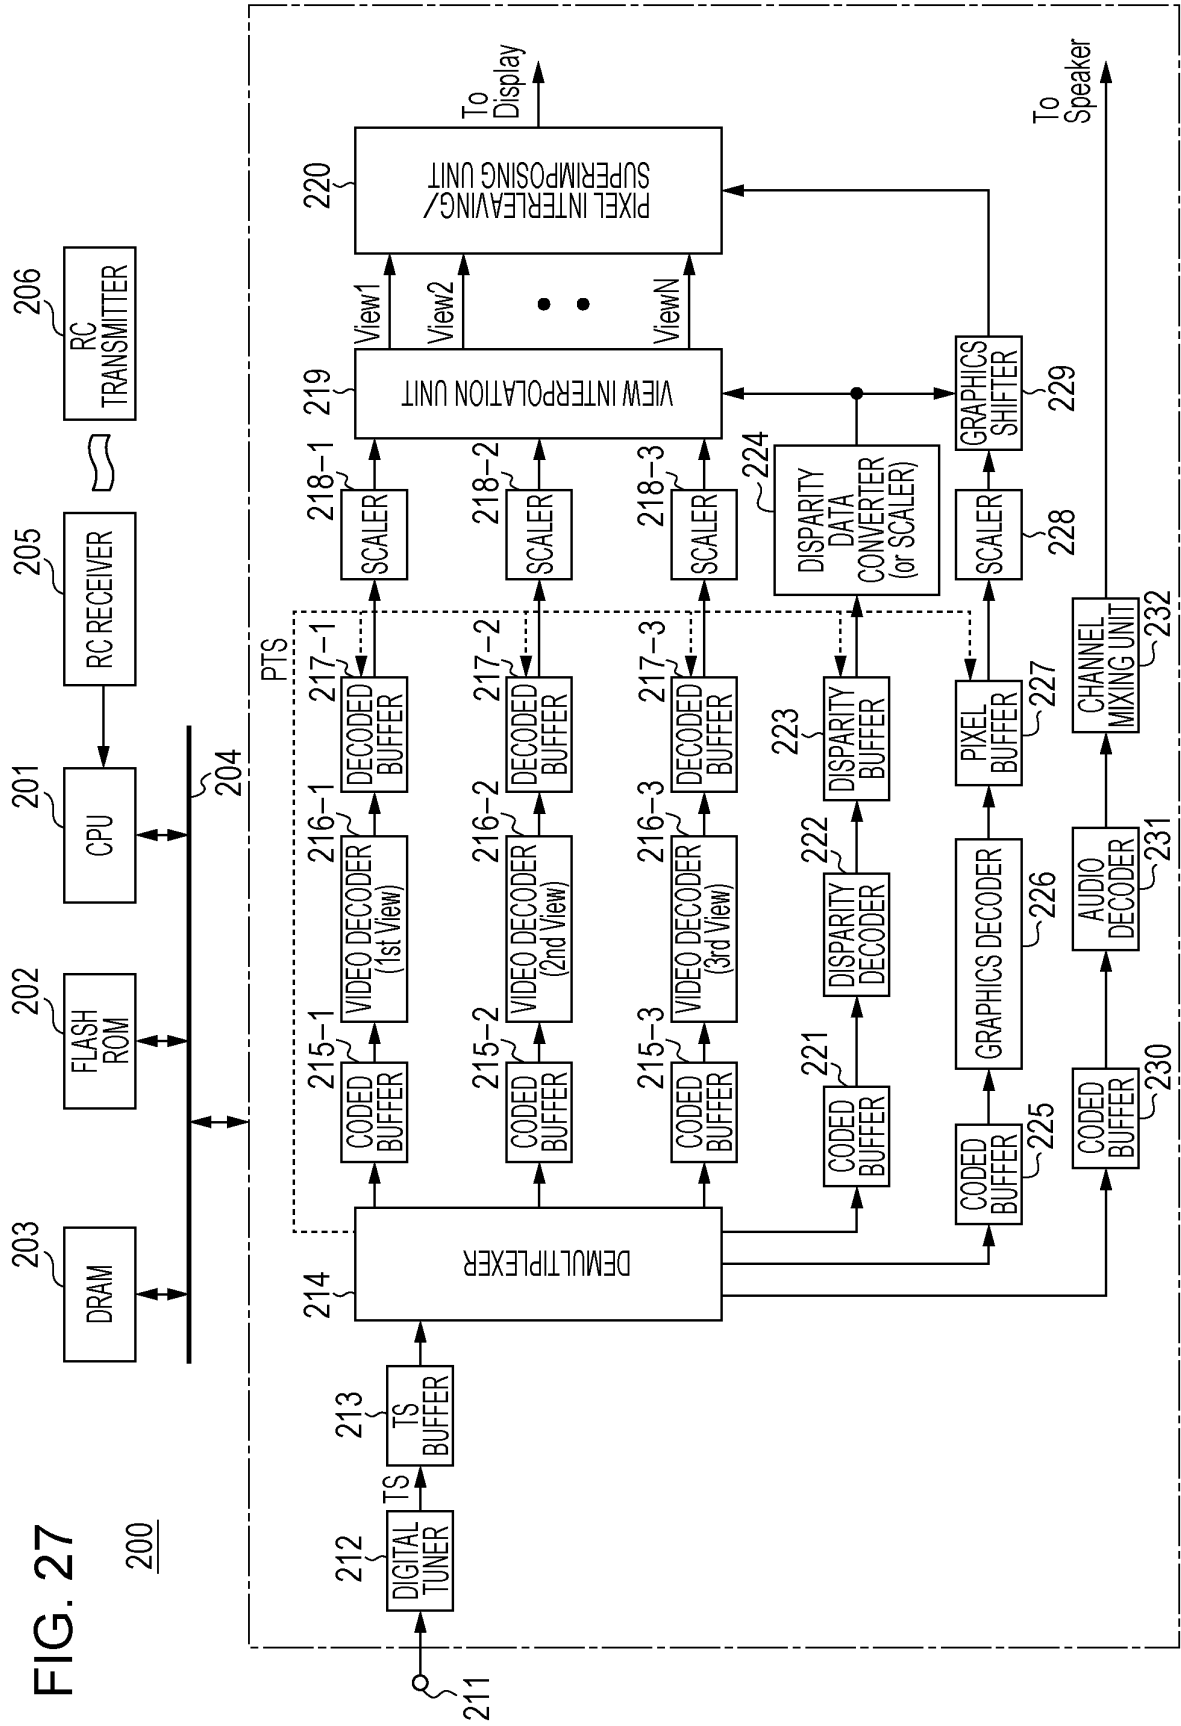 FIG. 27
200
203
DRAM
202
FLASH
ROM
201
CPU
205
RC RECEIVER
206
RC
TRANSMITTER
204
211
212
DIGITAL
TUNER
TS
213
TS
BUFFER
214
DEMULTIPLEXER
PTS
215-1
CODED
BUFFER
216-1
VIDEO DECODER
(1st View)
217-1
DECODED
BUFFER
218-1
SCALER
215-2
CODED
BUFFER
216-2
VIDEO DECODER
(2nd View)
217-2
DECODED
BUFFER
218-2
SCALER
215-3
CODED
BUFFER
216-3
VIDEO DECODER
(3rd View)
217-3
DECODED
BUFFER
218-3
SCALER
219
VIEW INTERPOLATION UNIT
View1
View2
ViewN
220
PIXEL INTERLEAVING/
SUPERIMPOSING UNIT
To
Display
221
CODED
BUFFER
222
DISPARITY
DECODER
223
DISPARITY
BUFFER
224
DISPARITY
DATA
CONVERTER
(or SCALER)
CODED
BUFFER
225
GRAPHICS DECODER
226
PIXEL
BUFFER
227
SCALER
228
GRAPHICS
SHIFTER
229
CODED
BUFFER
230
AUDIO
DECODER
231
CHANNEL
MIXING UNIT
232
To
Speaker